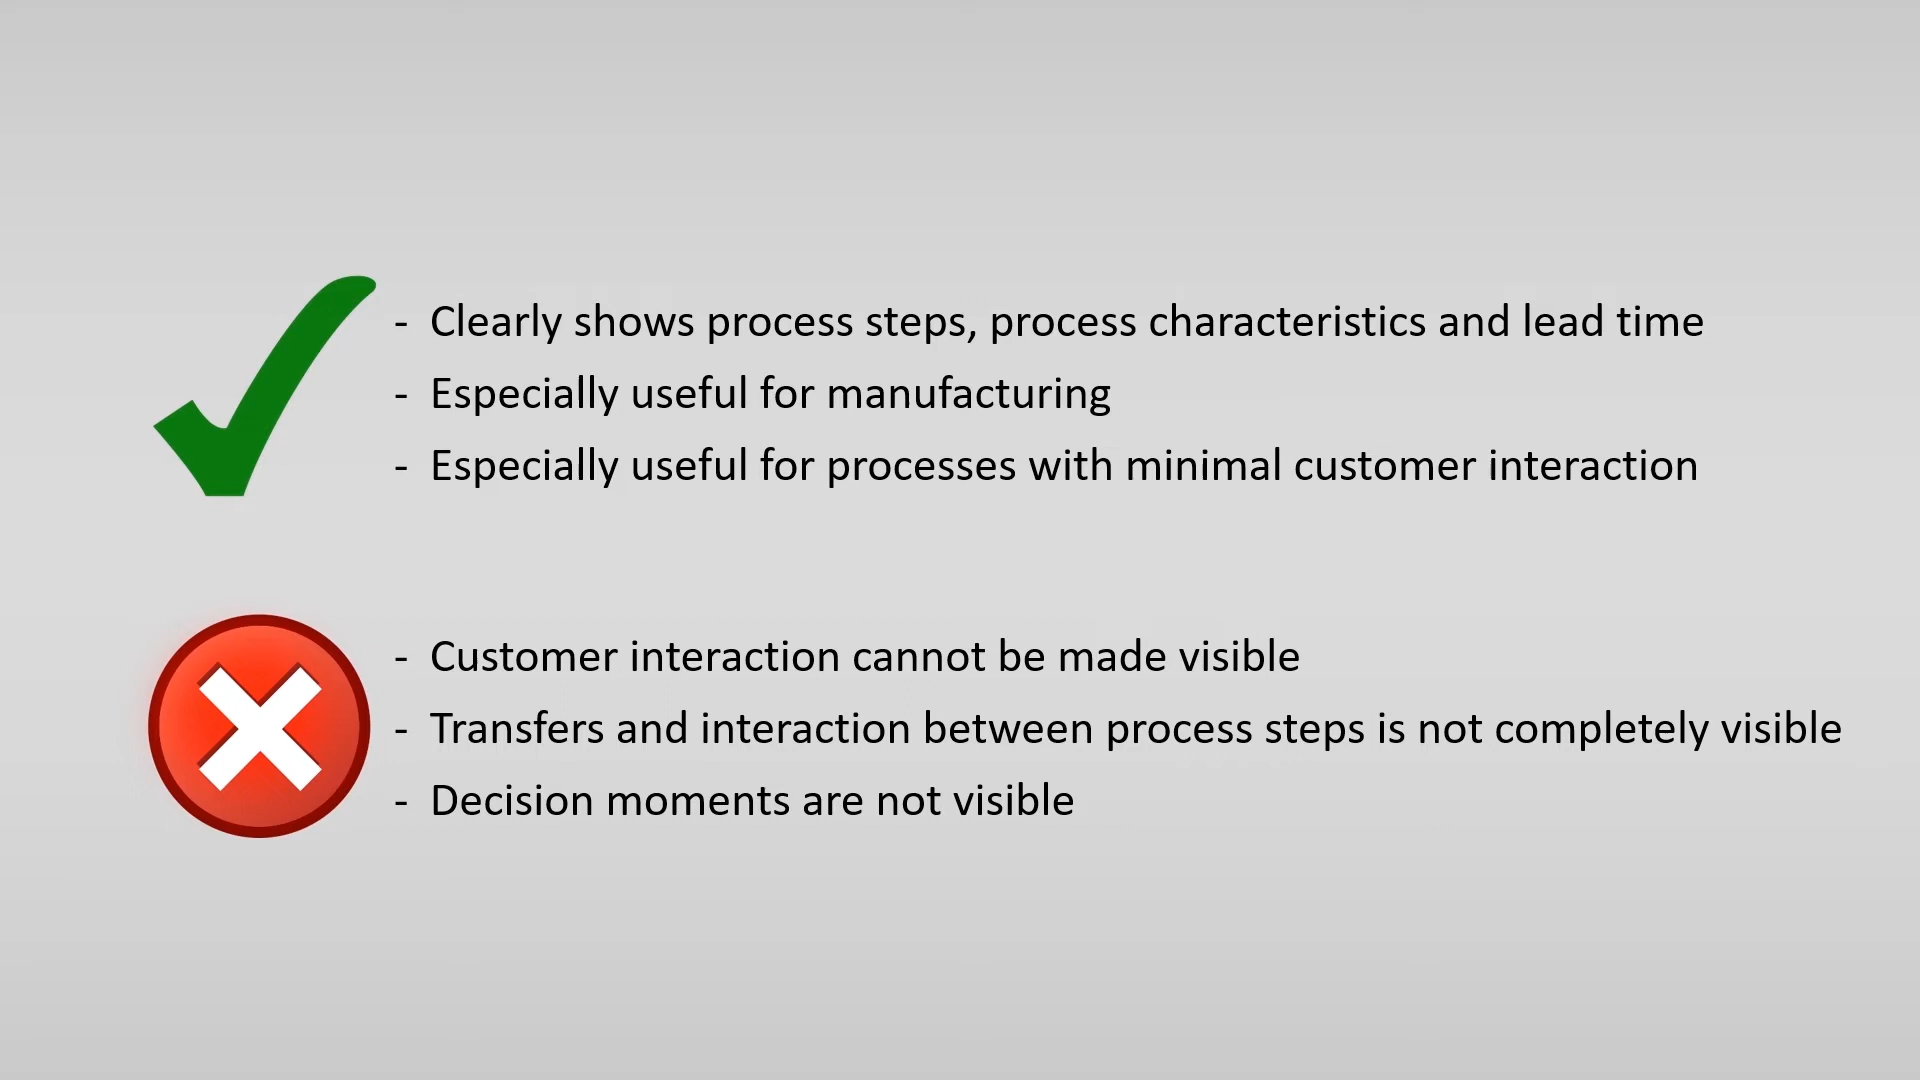 - Clearly shows process steps, process characteristics and lead time
- Especially useful for manufacturing
- Especially useful for processes with minimal customer interaction
- Customer interaction cannot be made visible
- Transfers and interaction between process steps is not completely visible
- Decision moments are not visible